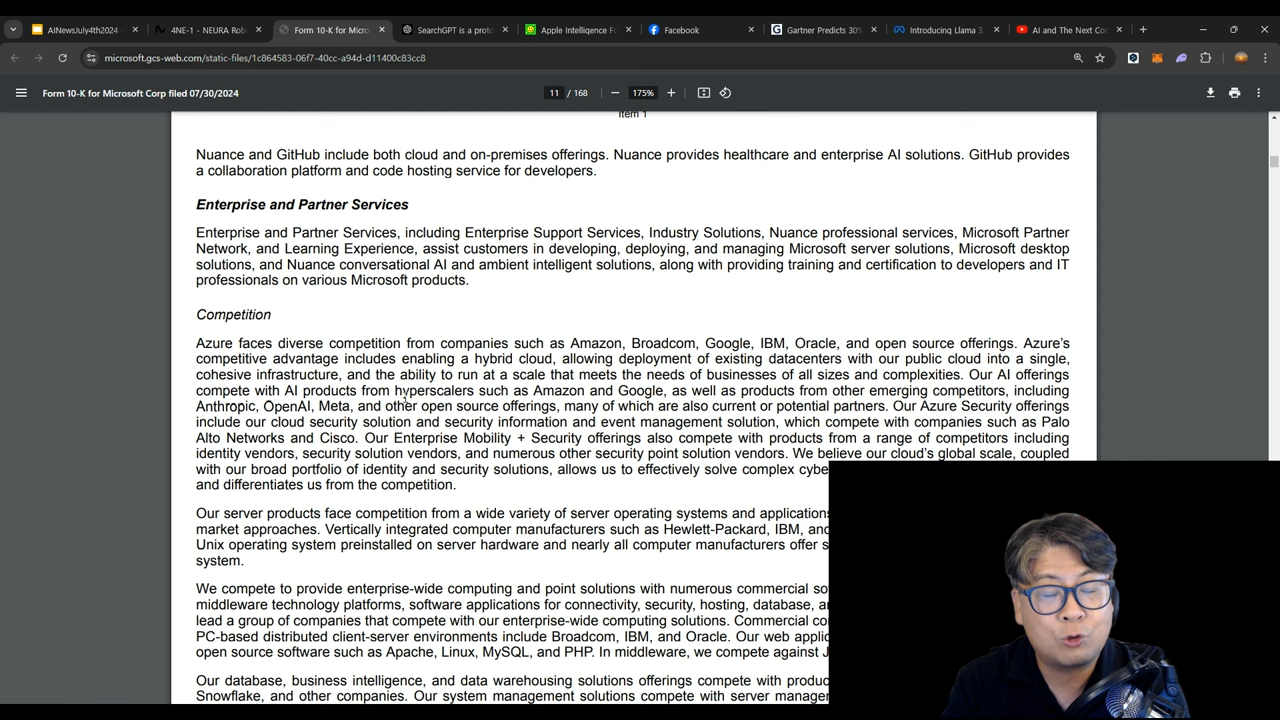 AINewsJuly4th2024 -
4NE-1 - NEURA Rob
Form 10-K for Micro
SearchGPT is a proto
Apple Intelligence F
Facebook
Gartner Predicts 30%
Introducing Llama 3.
AI and The Next Co
microsoft.gcs-web.com/static-files/1c864583-06f7-40cc-a94d-d11400c83cc8
Form 10-K for Microsoft Corp filed 07/30/2024
11 / 168
175%
Item 1
Nuance and GitHub include both cloud and on-premises offerings. Nuance provides healthcare and enterprise AI solutions. GitHub provides
a collaboration platform and code hosting service for developers.
Enterprise and Partner Services
Enterprise and Partner Services, including Enterprise Support Services, Industry Solutions, Nuance professional services, Microsoft Partner
Network, and Learning Experience, assist customers in developing, deploying, and managing Microsoft server solutions, Microsoft desktop
solutions, and Nuance conversational AI and ambient intelligent solutions, along with providing training and certification to developers and IT
professionals on various Microsoft products.
Competition
Azure faces diverse competition from companies such as Amazon, Broadcom, Google, IBM, Oracle, and open source offerings. Azure's
competitive advantage includes enabling a hybrid cloud, allowing deployment of existing datacenters with our public cloud into a single,
cohesive infrastructure, and the ability to run at a scale that meets the needs of businesses of all sizes and complexities. Our AI offerings
compete with AI products from hyperscalers such as Amazon and Google, as well as products from other emerging competitors, including
Anthropic, OpenAI, Meta, and other open source offerings, many of which are also current or potential partners. Our Azure Security offerings
include our cloud security solution and security information and event management solution, which compete with companies such as Palo
Alto Networks and Cisco. Our Enterprise Mobility + Security offerings also compete with products from a range of competitors including
identity vendors, security solution vendors, and numerous other security point solution vendors. We believe our cloud's global scale, coupled
with our broad portfolio of identity and security solutions, allows us to effectively solve complex cybe
and differentiates us from the competition.
Our server products face competition from a wide variety of server operating systems and applications
market approaches. Vertically integrated computer manufacturers such as Hewlett-Packard, IBM, and
Unix operating system preinstalled on server hardware and nearly all computer manufacturers offer s
system.
We compete to provide enterprise-wide computing and point solutions with numerous commercial so
middleware technology platforms, software applications for connectivity, security, hosting, database, a
lead a group of companies that compete with our enterprise-wide computing solutions. Commercial co
PC-based distributed client-server environments include Broadcom, IBM, and Oracle. Our web applic
open source software such as Apache, Linux, MySQL, and PHP. In middleware, we compete against J
Our database, business intelligence, and data warehousing solutions offerings compete with produc
Snowflake, and other companies. Our system management solutions compete with server manager